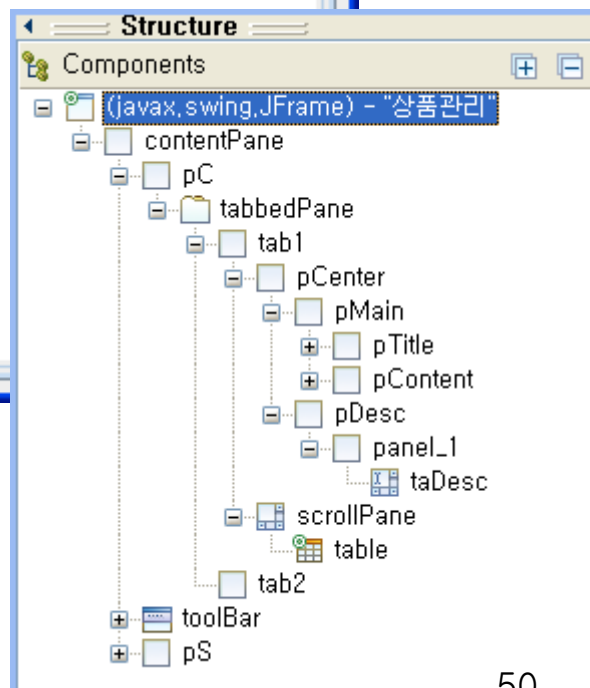 Structure
Components
(javax.swing.JFrame) - "상품관리"
contentPane
pC
tabbedPane
tab1
pCenter
pMain
pTitle
pContent
pDesc
panel_1
taDesc
scrollPane
table
tab2
toolBar
pS
50